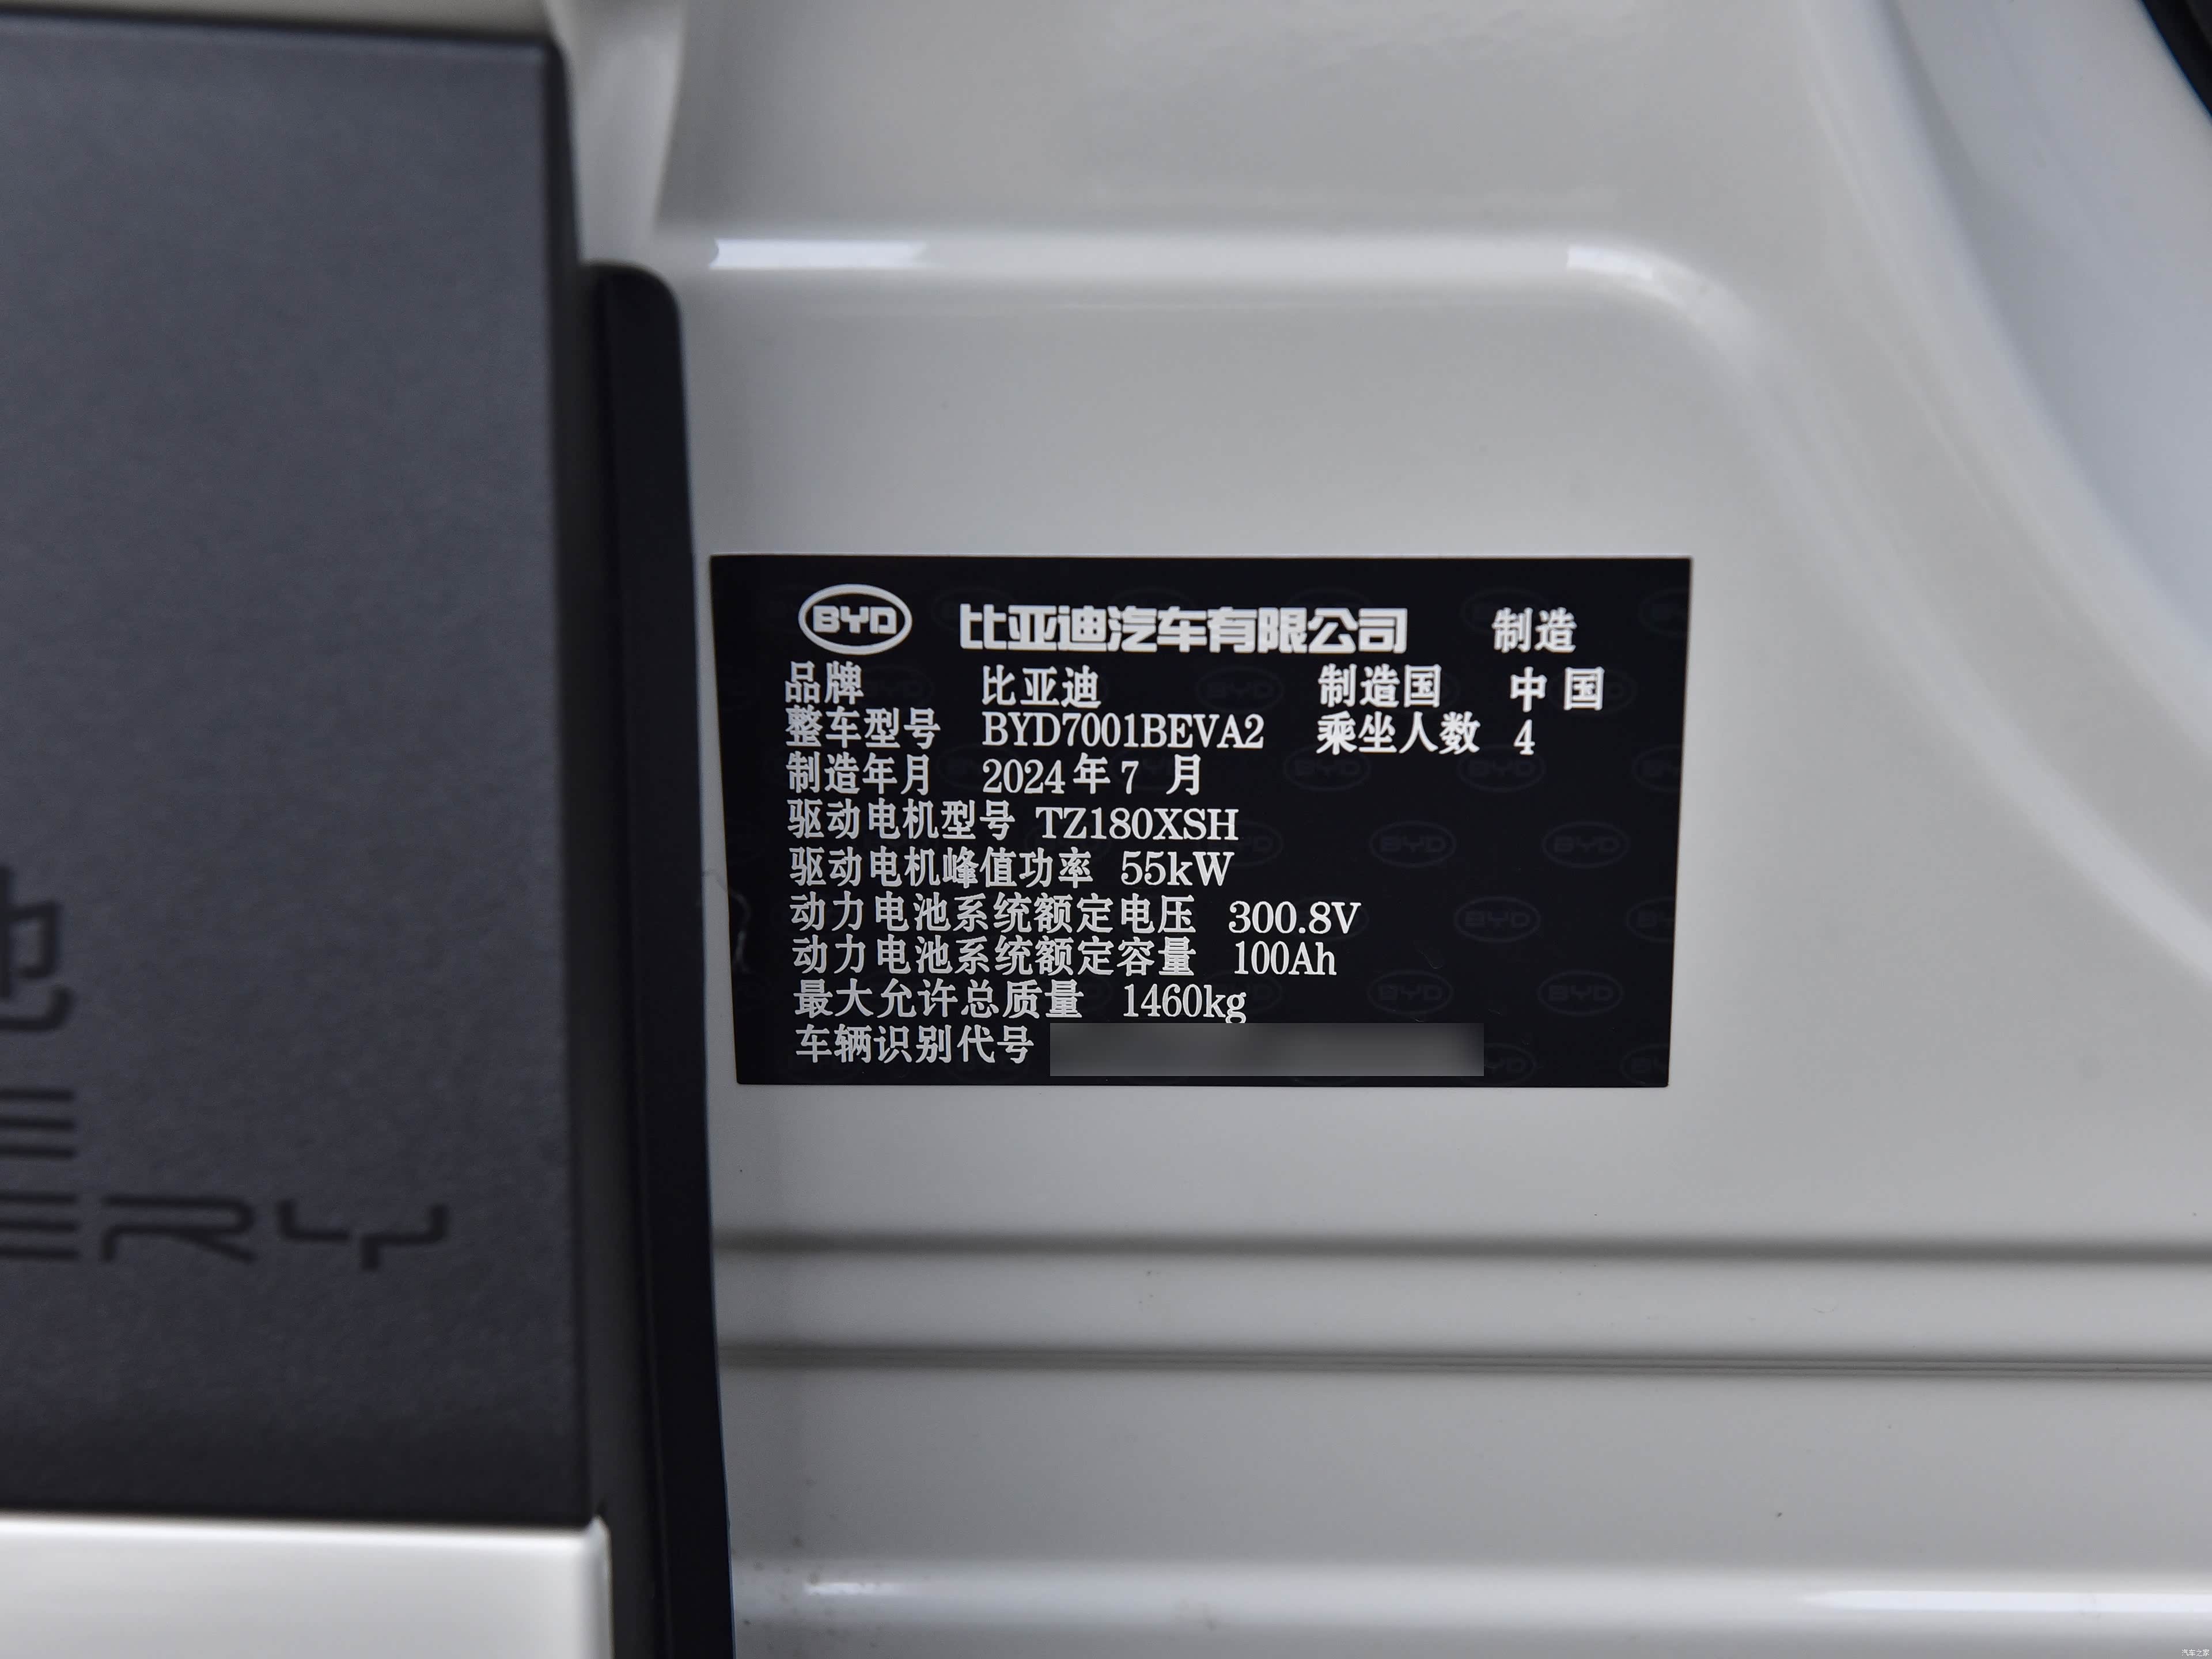 BYD 比亚迪汽车有限公司 制造
品牌 比亚迪 制造国 中国
整车型号 BYD7001BEVA2 乘坐人数 4
制造年月 2024年7月
驱动电机型号 TZ180XSH
驱动电机峰值功率 55kW
动力电池系统额定电压 300.8V
动力电池系统额定容量 100Ah
最大允许总质量 1460kg
车辆识别代号
ERY
汽车之家